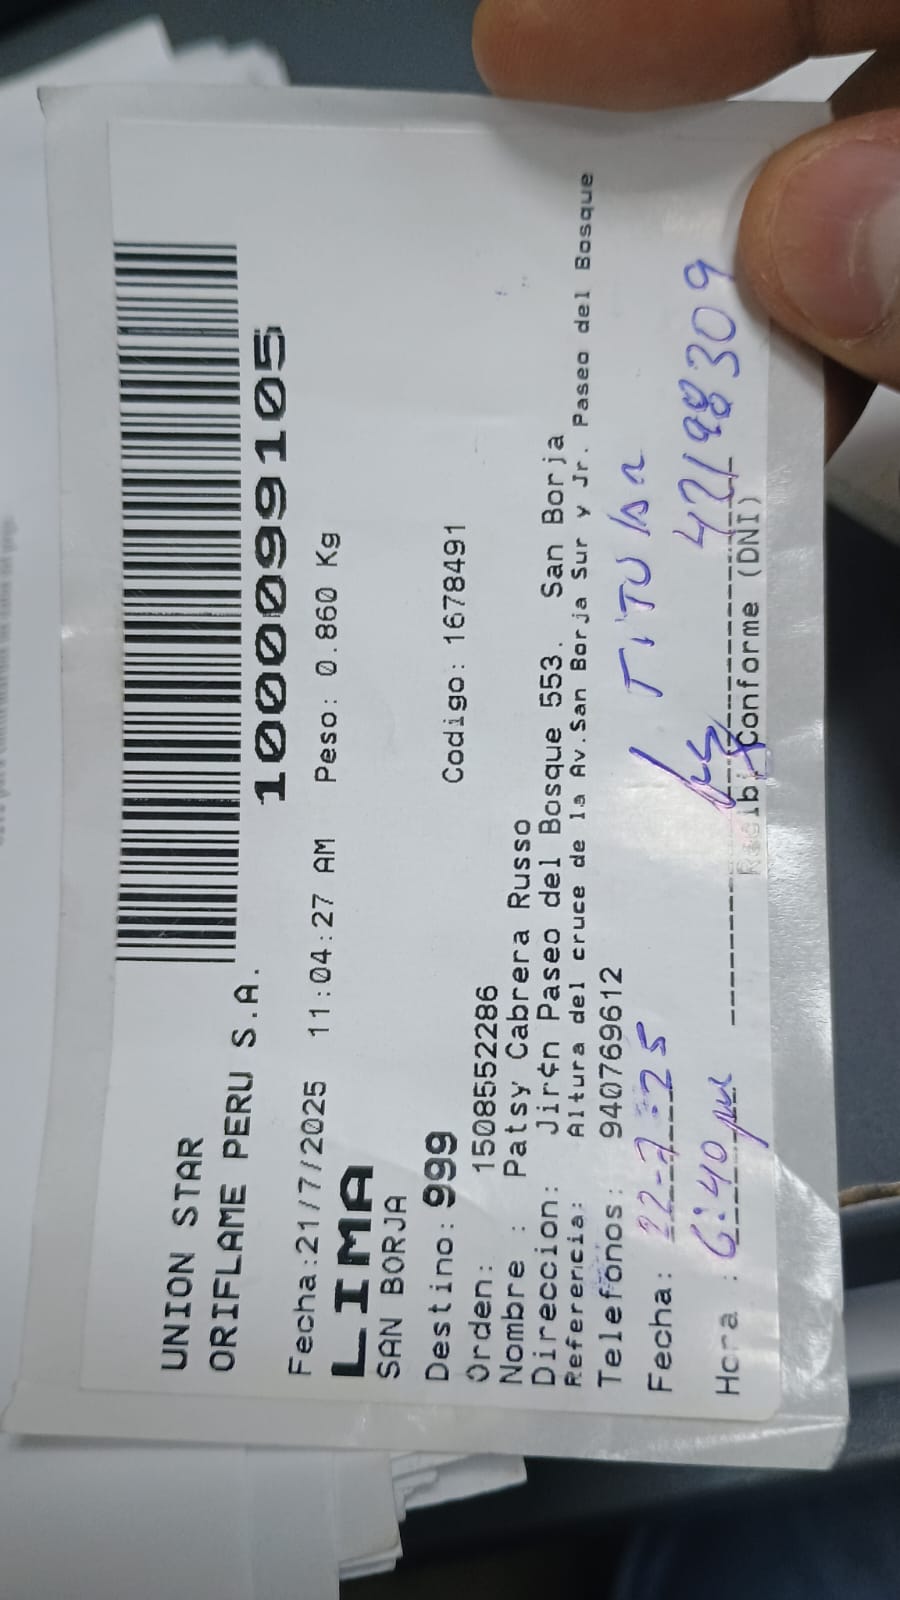 UNION STAR
ORIFLAME PERU S.A. 10000099105
Fecha:21/7/2025 11:04:27 AM Peso: 0.860 Kg
LIMA
SAN BORJA
Destino: 999 Codigo: 1678491
Orden: 1508552286
Nombre : Patsy Cabrera Russo
Direccion: Jir¢n Paseo del Bosque 553. San Borja
Referencia: Altura del cruce de la Av.San Borja Sur y Jr. Paseo del Bosque
Telefonos: 940769612
Fecha: 22-7-25 TITULAR
Hora : 6:40 pm 42198309
Recibi Conforme (DNI)